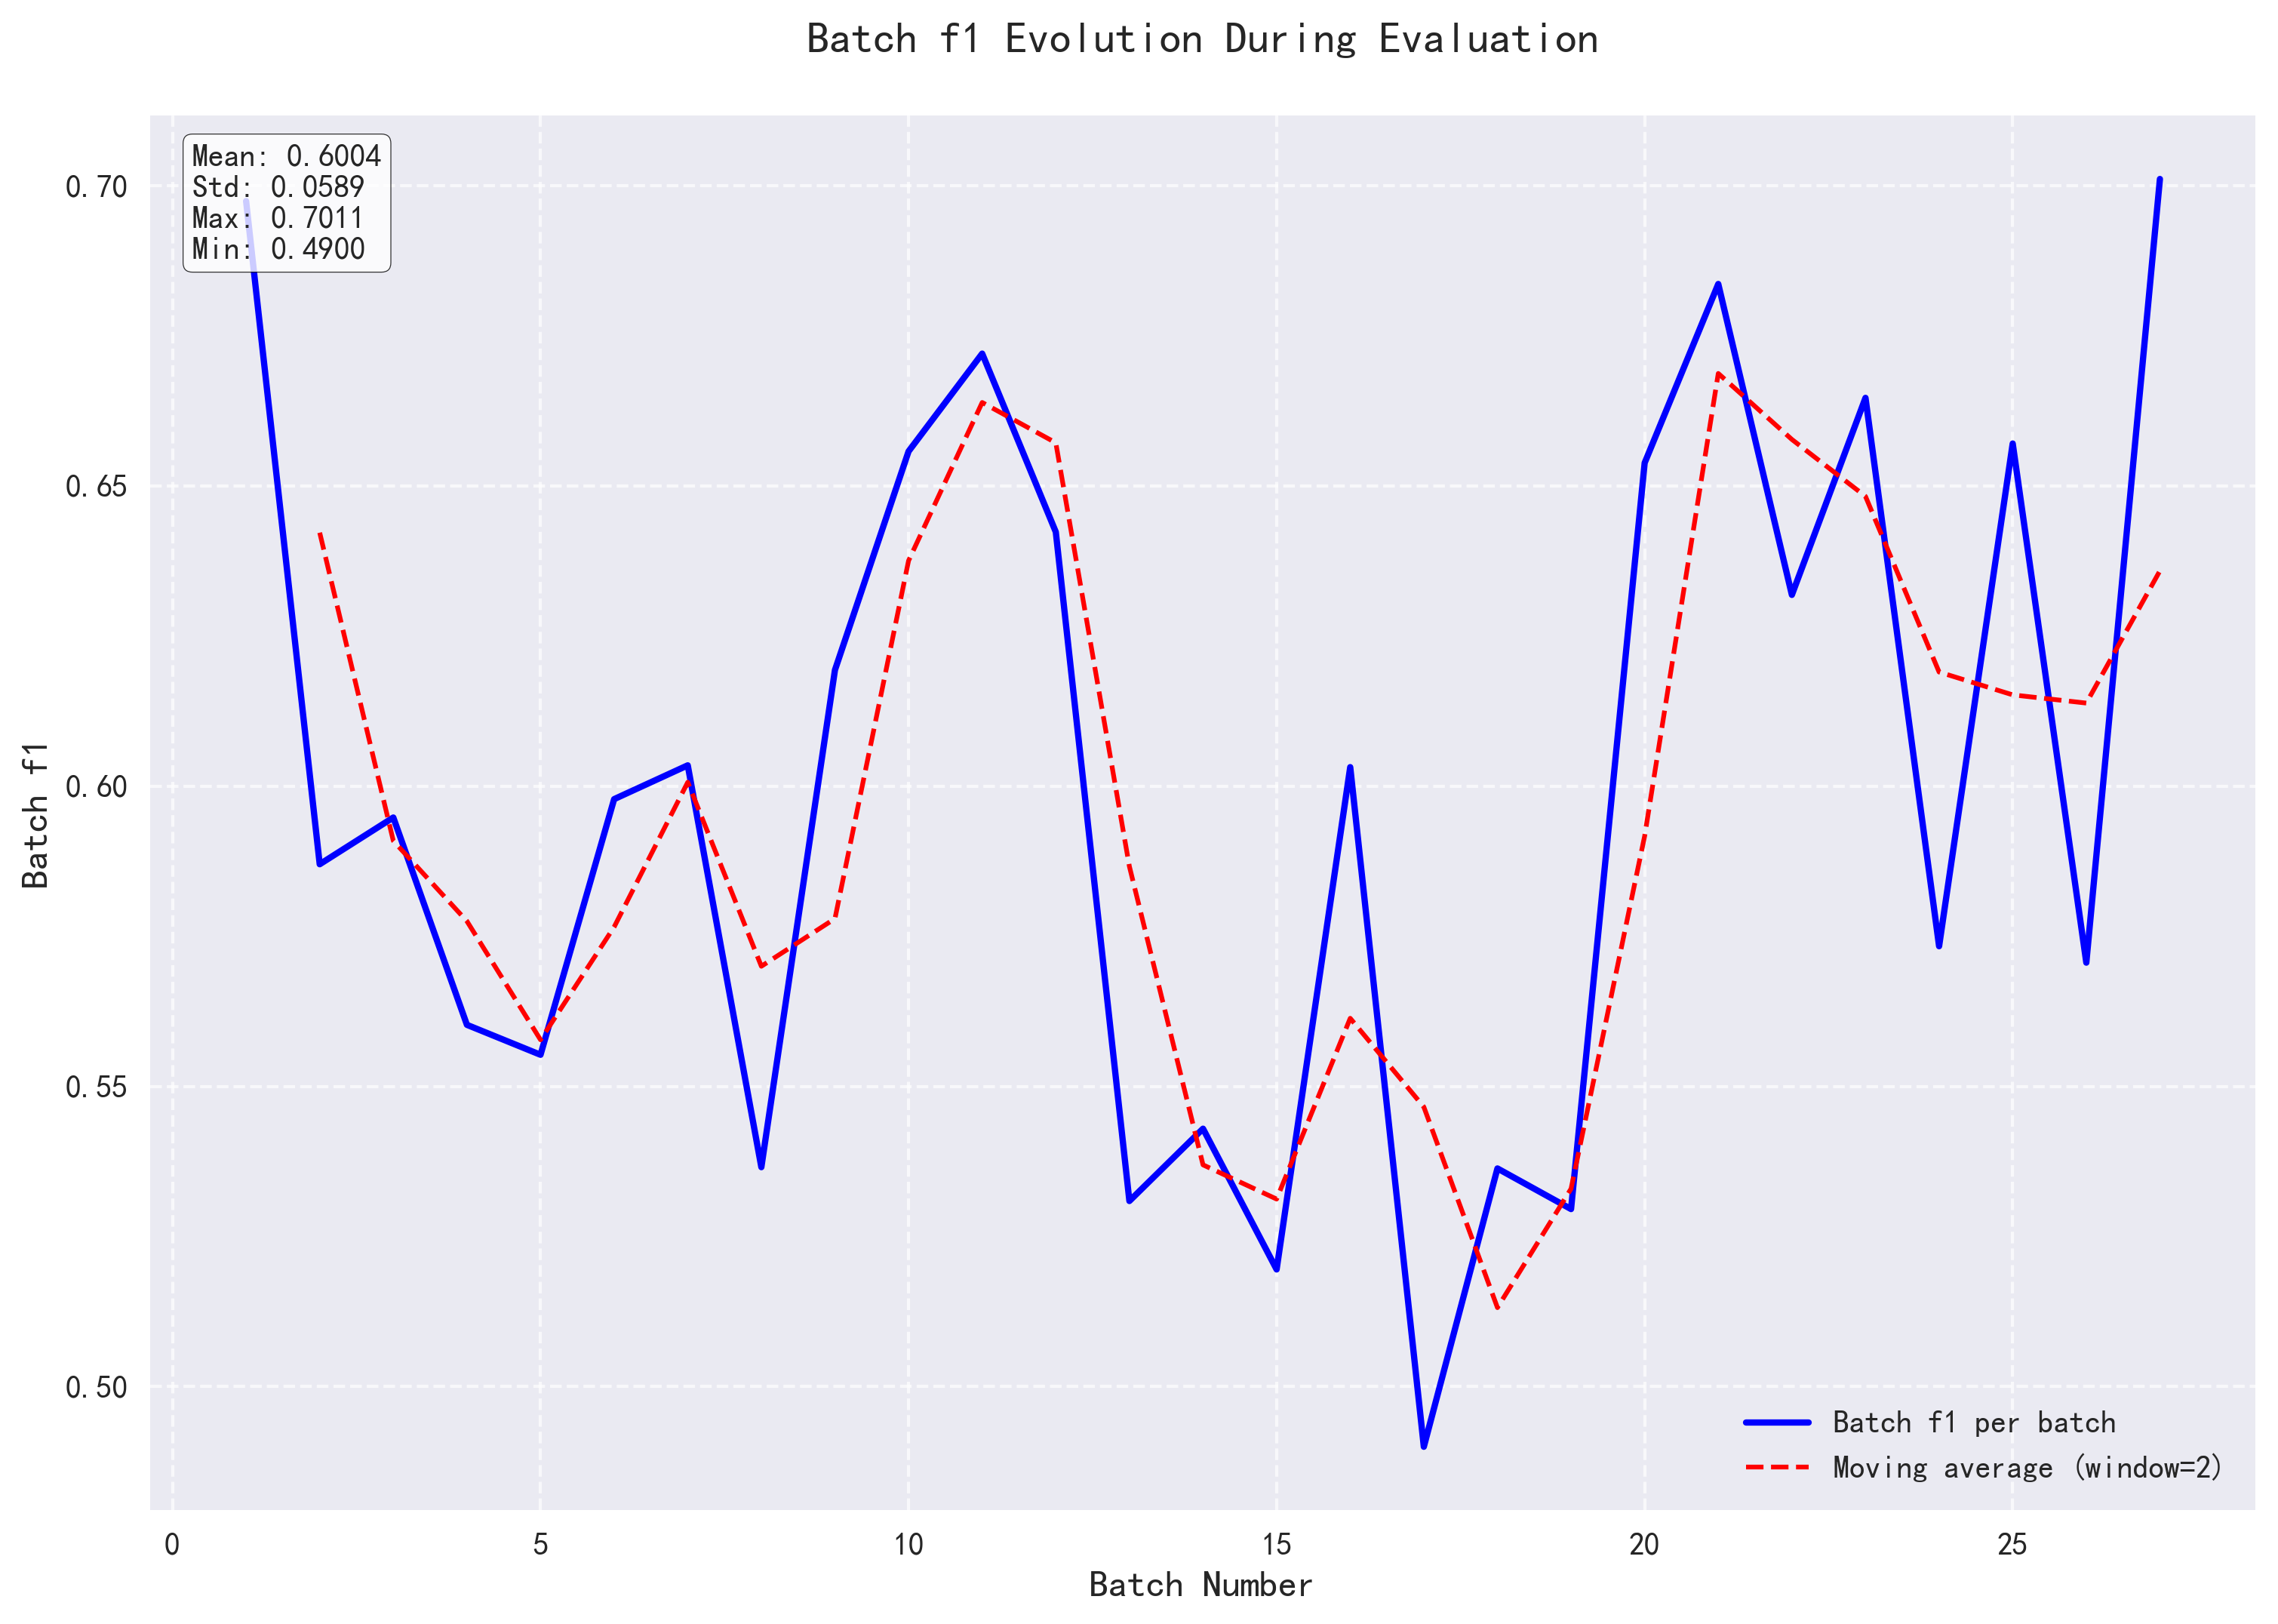 Batch f1 Evolution During Evaluation
Mean: 0.6004
Std: 0.0589
Max: 0.7011
Min: 0.4900
0.70
0.65
0.60
0.55
0.50
Batch f1
Batch f1 per batch
Moving average (window=2)
0 5 10 15 20 25
Batch Number